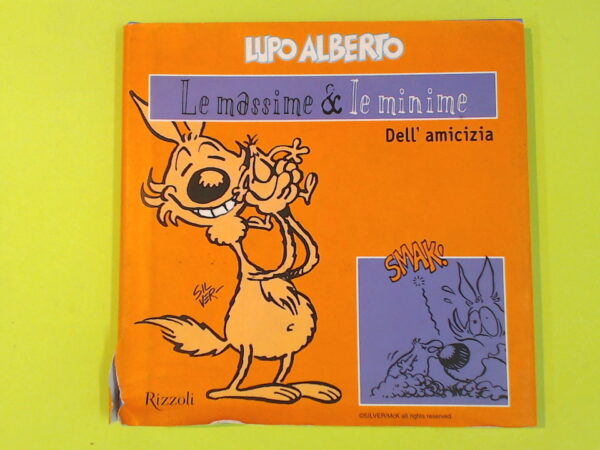 LUPO ALBERTO
Le massime & le minime
Dell' amicizia
SMAK!
SIL
VER-
Rizzoli
©SILVER/McK all rights reserved